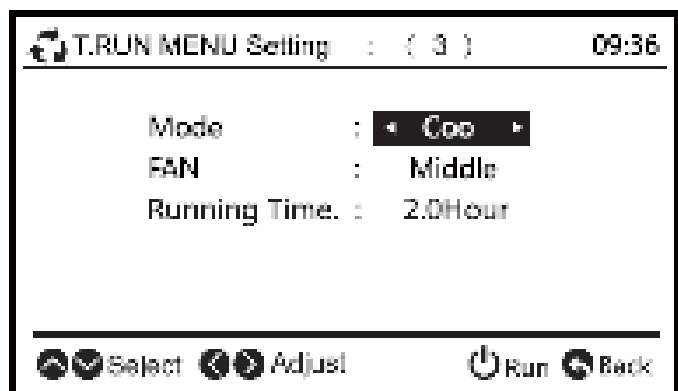 T.RUN MENU Setting : ( 3 ) 09:36
Mode : Coo
FAN : Middle
Running Time. : 2.0Hour
Select Adjust Run Back